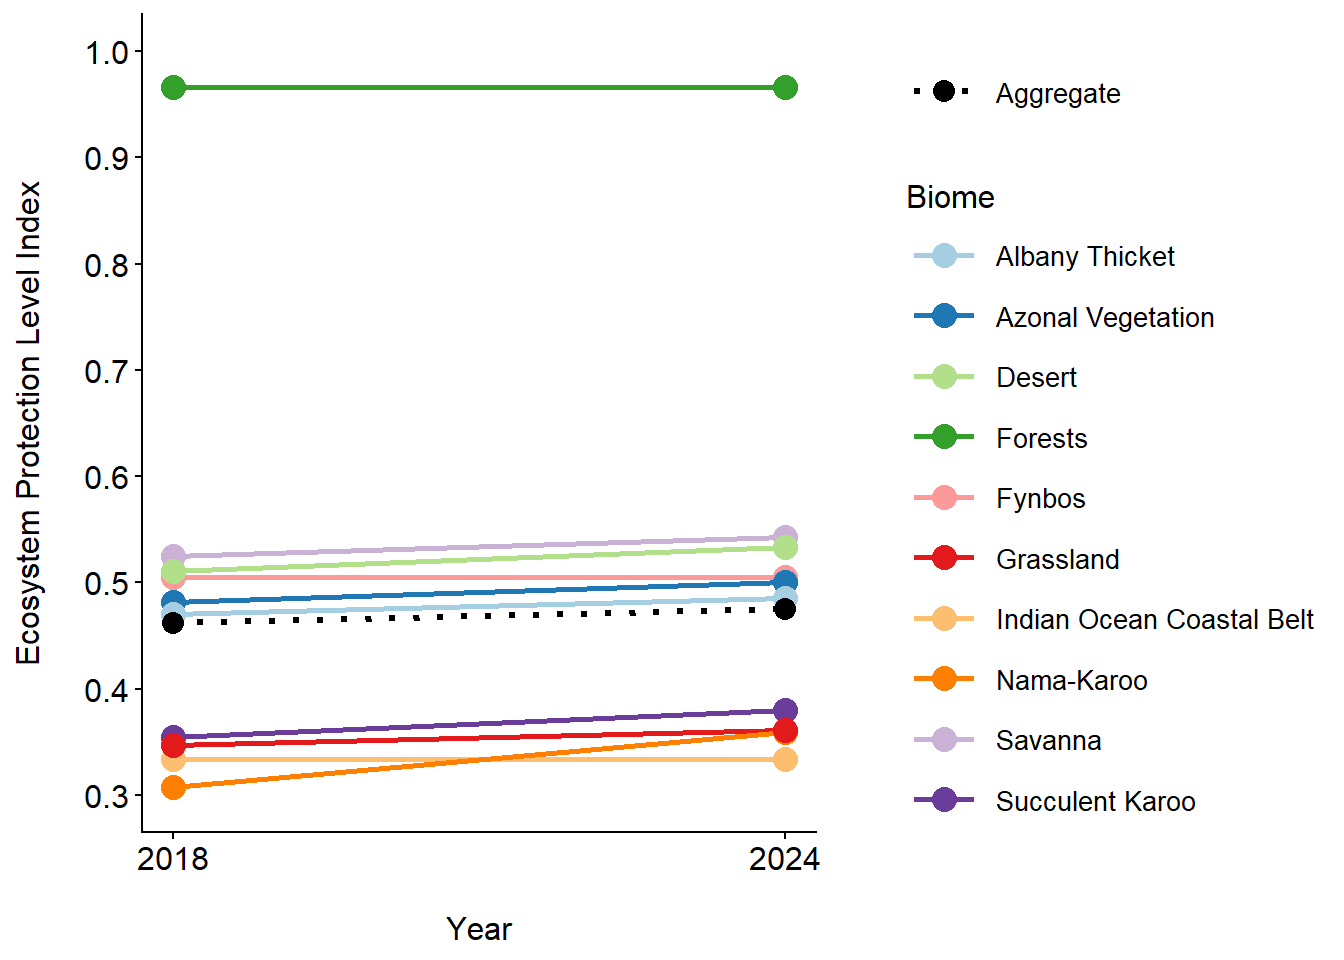 Ecosystem Protection Level Index
1.0
0.9
0.8
0.7
0.6
0.5
0.4
0.3
2018
2024
Year
Aggregate
Biome
Albany Thicket
Azonal Vegetation
Desert
Forests
Fynbos
Grassland
Indian Ocean Coastal Belt
Nama-Karoo
Savanna
Succulent Karoo